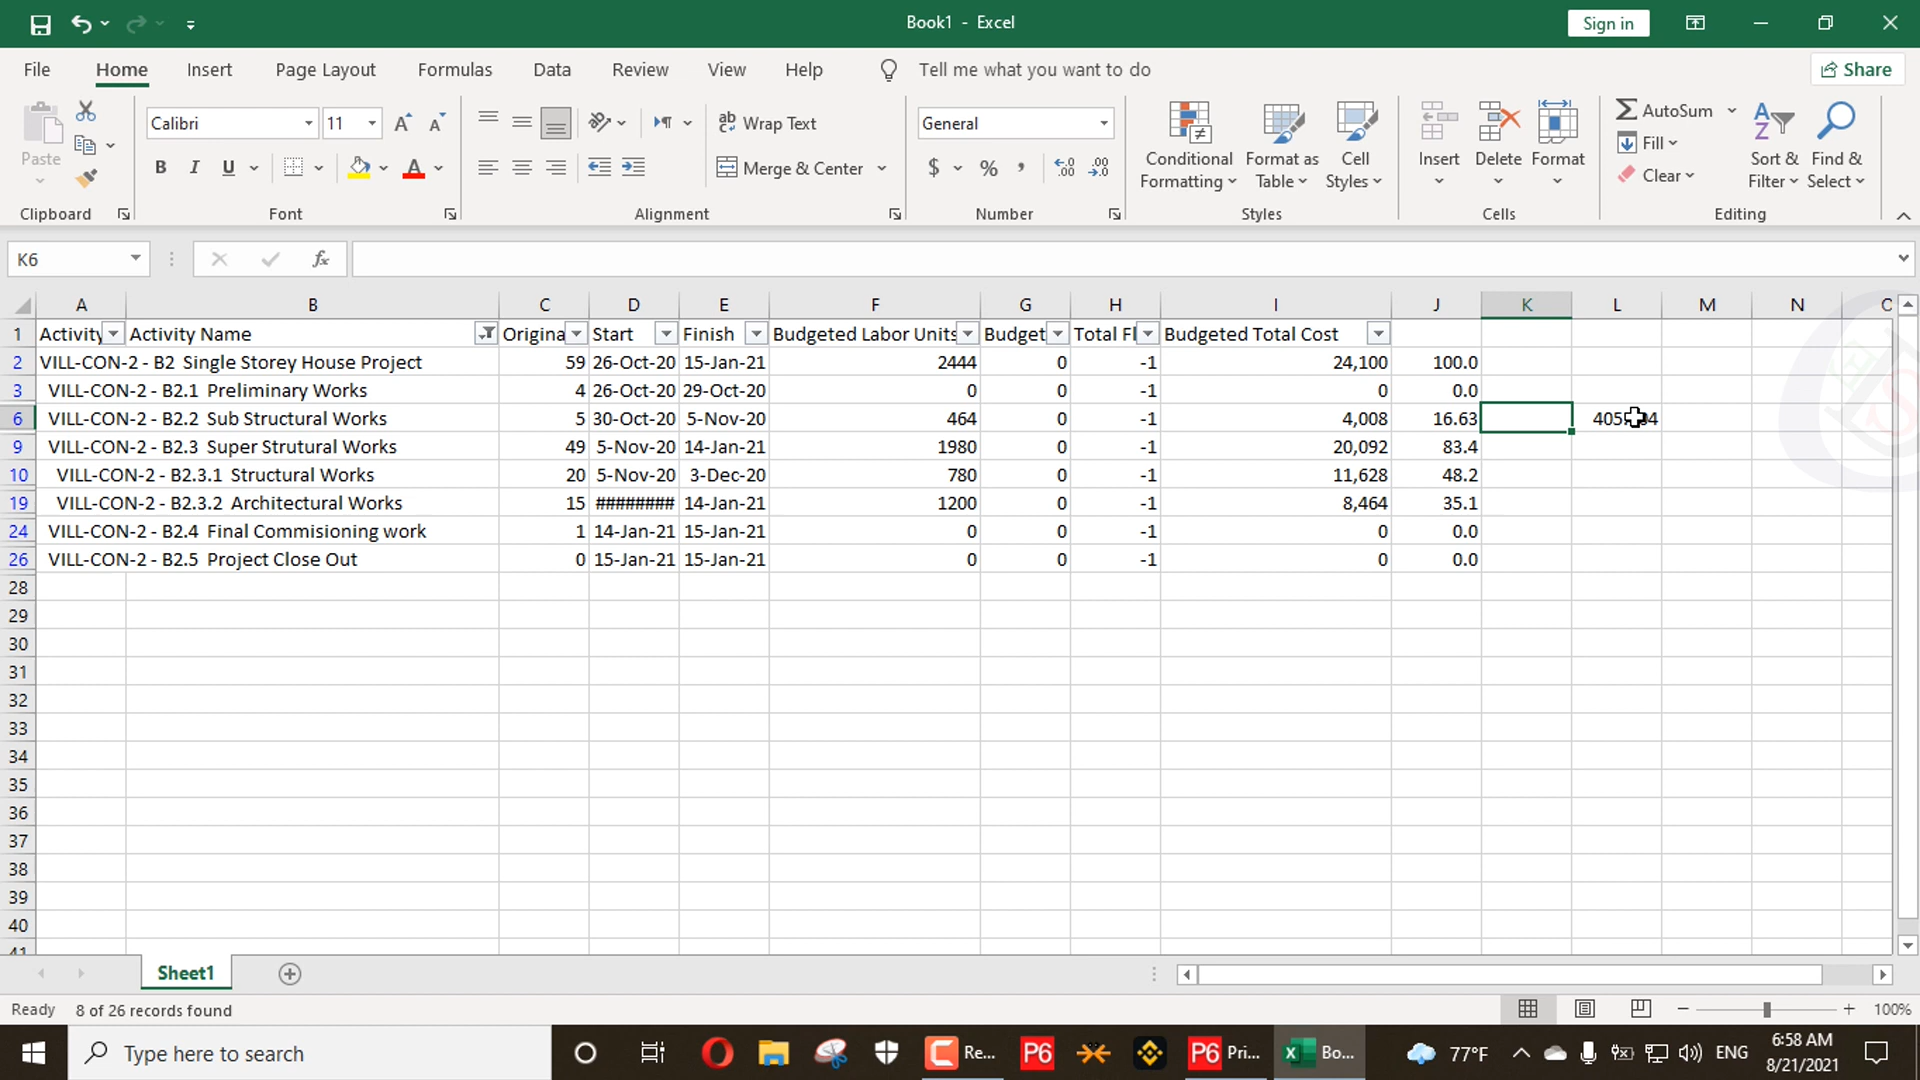 Book1 - Excel
Sign in
File Home Insert Page Layout Formulas Data Review View Help Tell me what you want to do Share
Paste
Calibri 11
Wrap Text
General
Conditional Formatting
Format as Table
Cell Styles
Insert
Delete
Format
AutoSum
Fill
Clear
Sort & Filter
Find & Select
B I U
Merge & Center
$ % ,
Clipboard Font Alignment Number Styles Cells Editing
K6 fx
A B C D E F G H I J K L M N
1 Activity Activity Name Origina Start Finish Budgeted Labor Units Budget Total Fl Budgeted Total Cost
2 VILL-CON-2 - B2 Single Storey House Project 59 26-Oct-20 15-Jan-21 2444 0 -1 24,100 100.0
3 VILL-CON-2 - B2.1 Preliminary Works 4 26-Oct-20 29-Oct-20 0 0 -1 0 0.0
6 VILL-CON-2 - B2.2 Sub Structural Works 5 30-Oct-20 5-Nov-20 464 0 -1 4,008 16.63
9 VILL-CON-2 - B2.3 Super Strutural Works 49 5-Nov-20 14-Jan-21 1980 0 -1 20,092 83.4
10 VILL-CON-2 - B2.3.1 Structural Works 20 5-Nov-20 3-Dec-20 780 0 -1 11,628 48.2
19 VILL-CON-2 - B2.3.2 Architectural Works 15 ######## 14-Jan-21 1200 0 -1 8,464 35.1
24 VILL-CON-2 - B2.4 Final Commisioning work 1 14-Jan-21 15-Jan-21 0 0 -1 0 0.0
26 VILL-CON-2 - B2.5 Project Close Out 0 15-Jan-21 15-Jan-21 0 0 -1 0 0.0
28
29
30
31
32
33
34
35
36
37
38
39
40
Sheet1
Ready 8 of 26 records found 100%
Type here to search
Re...
P6
P6 Pri...
Bo...
77°F
ENG
6:58 AM
8/21/2021